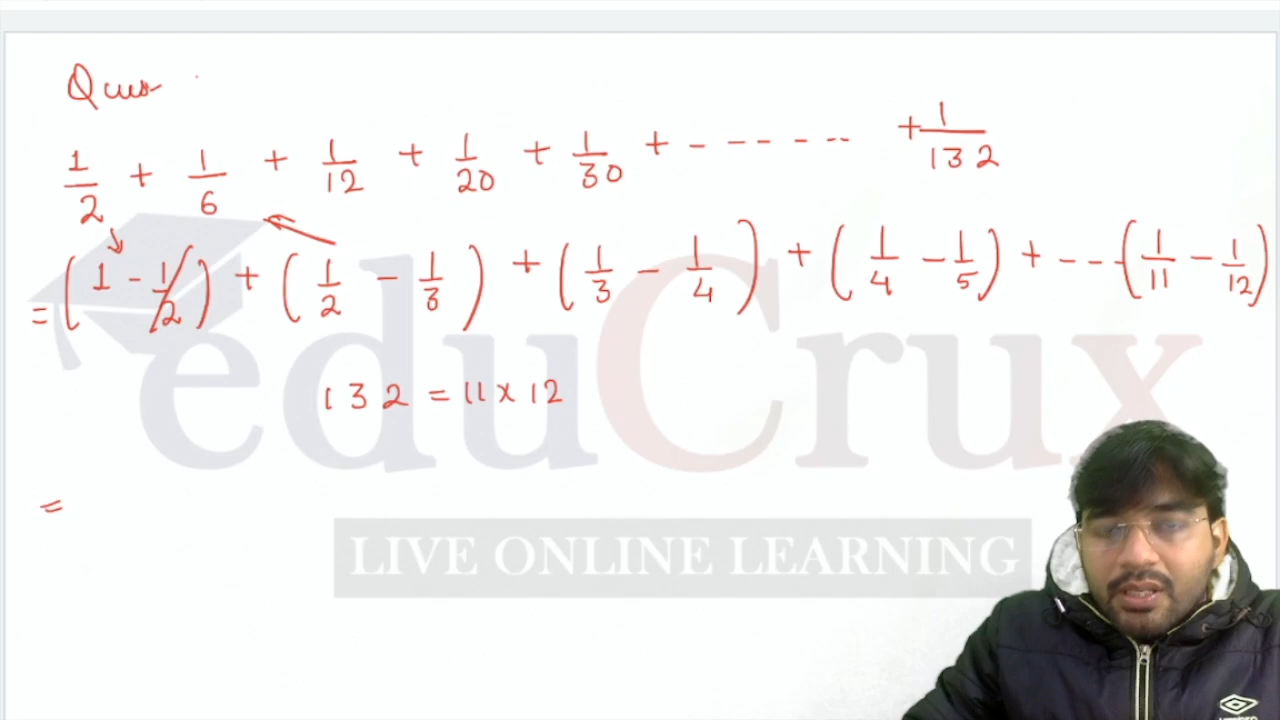 Ques
1/2 + 1/6 + 1/12 + 1/20 + 1/30 + ------ + 1/132
= (1 - 1/2) + (1/2 - 1/3) + (1/3 - 1/4) + (1/4 - 1/5) + --- (1/11 - 1/12)
eduCrux
132 = 11 x 12
=
LIVE ONLINE LEARNING